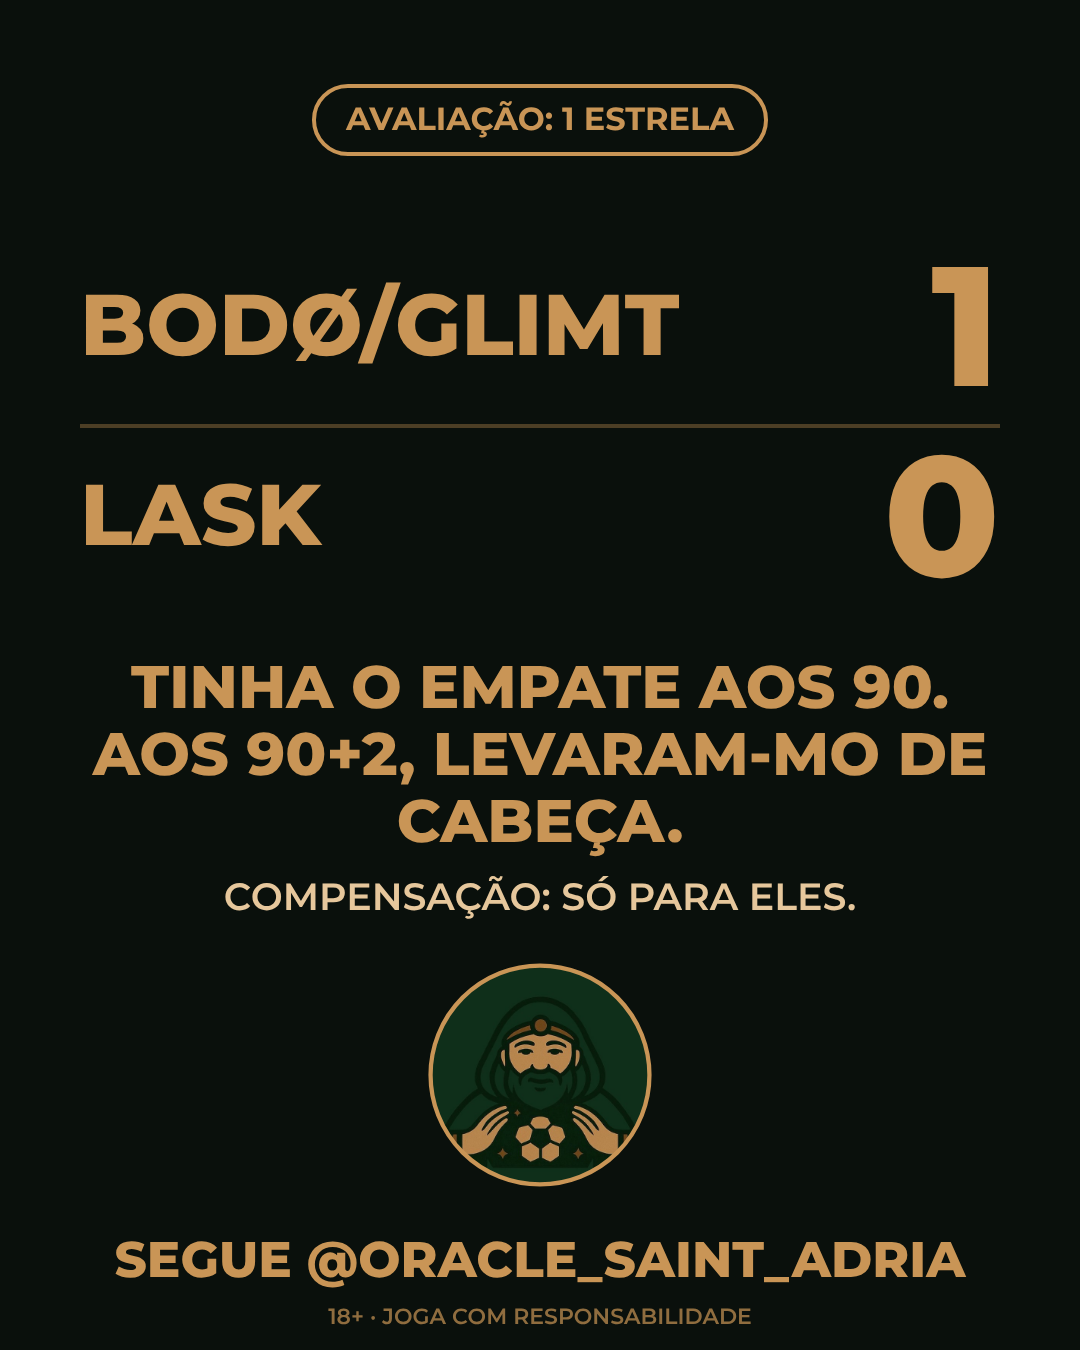 AVALIAÇÃO: 1 ESTRELA
BODØ/GLIMT 1
LASK 0
TINHA O EMPATE AOS 90.
AOS 90+2, LEVARAM-MO DE
CABEÇA.
COMPENSAÇÃO: SÓ PARA ELES.
SEGUE @ORACLE_SAINT_ADRIA
18+ · JOGA COM RESPONSABILIDADE